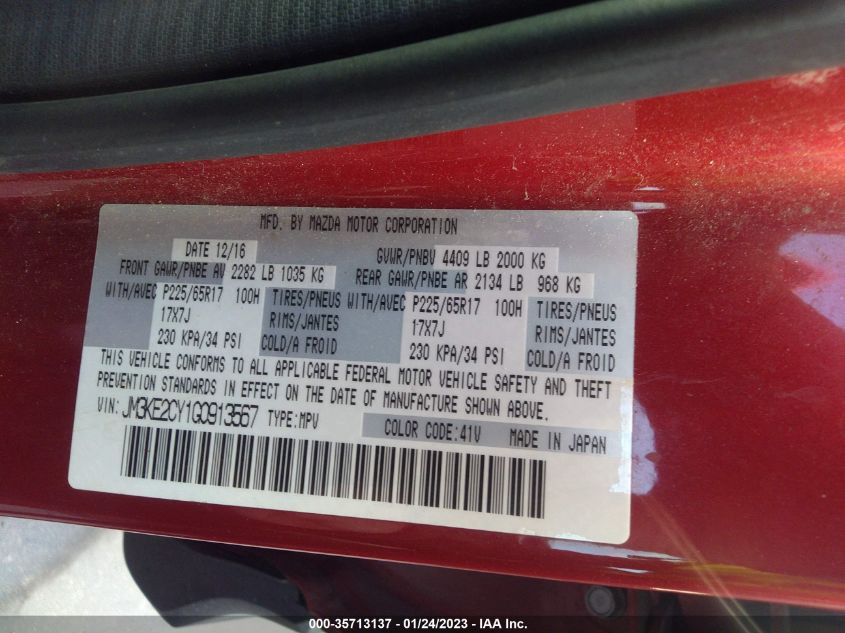 MFD. BY MAZDA MOTOR CORPORATION
DATE 12/16 GVWR/PNBV 4409 LB 2000 KG
FRONT GAWR/PNBE AV 2282 LB 1035 KG REAR GAWR/PNBE AR 2134 LB 968 KG
WITH/AVEC P225/65R17 100H TIRES/PNEUS WITH/AVEC P225/65R17 100H TIRES/PNEUS
17X7J RIMS/JANTES 17X7J RIMS/JANTES
230 KPA/34 PSI COLD/A FROID 230 KPA/34 PSI COLD/A FROID
THIS VEHICLE CONFORMS TO ALL APPLICABLE FEDERAL MOTOR VEHICLE SAFETY AND THEFT
PREVENTION STANDARDS IN EFFECT ON THE DATE OF MANUFACTURE SHOWN ABOVE.
VIN: JM3KE2CY1G0913567 TYPE:MPV COLOR CODE:41V MADE IN JAPAN
000-35713137 - 01/24/2023 - IAA Inc.